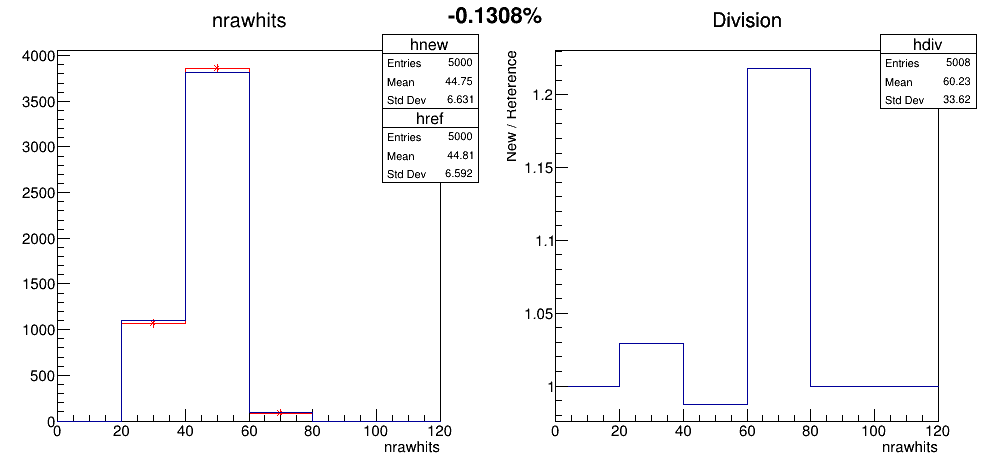 -0.1308%
nrawhits
hnew
Entries 5000
Mean 44.75
Std Dev 6.631
href
Entries 5000
Mean 44.81
Std Dev 6.592
4000
3500
3000
2500
2000
1500
1000
500
0
0 20 40 60 80 100 120
nrawhits
Division
hdiv
Entries 5008
Mean 60.23
Std Dev 33.62
New / Reference
1.2
1.15
1.1
1.05
1
0 20 40 60 80 100 120
nrawhits